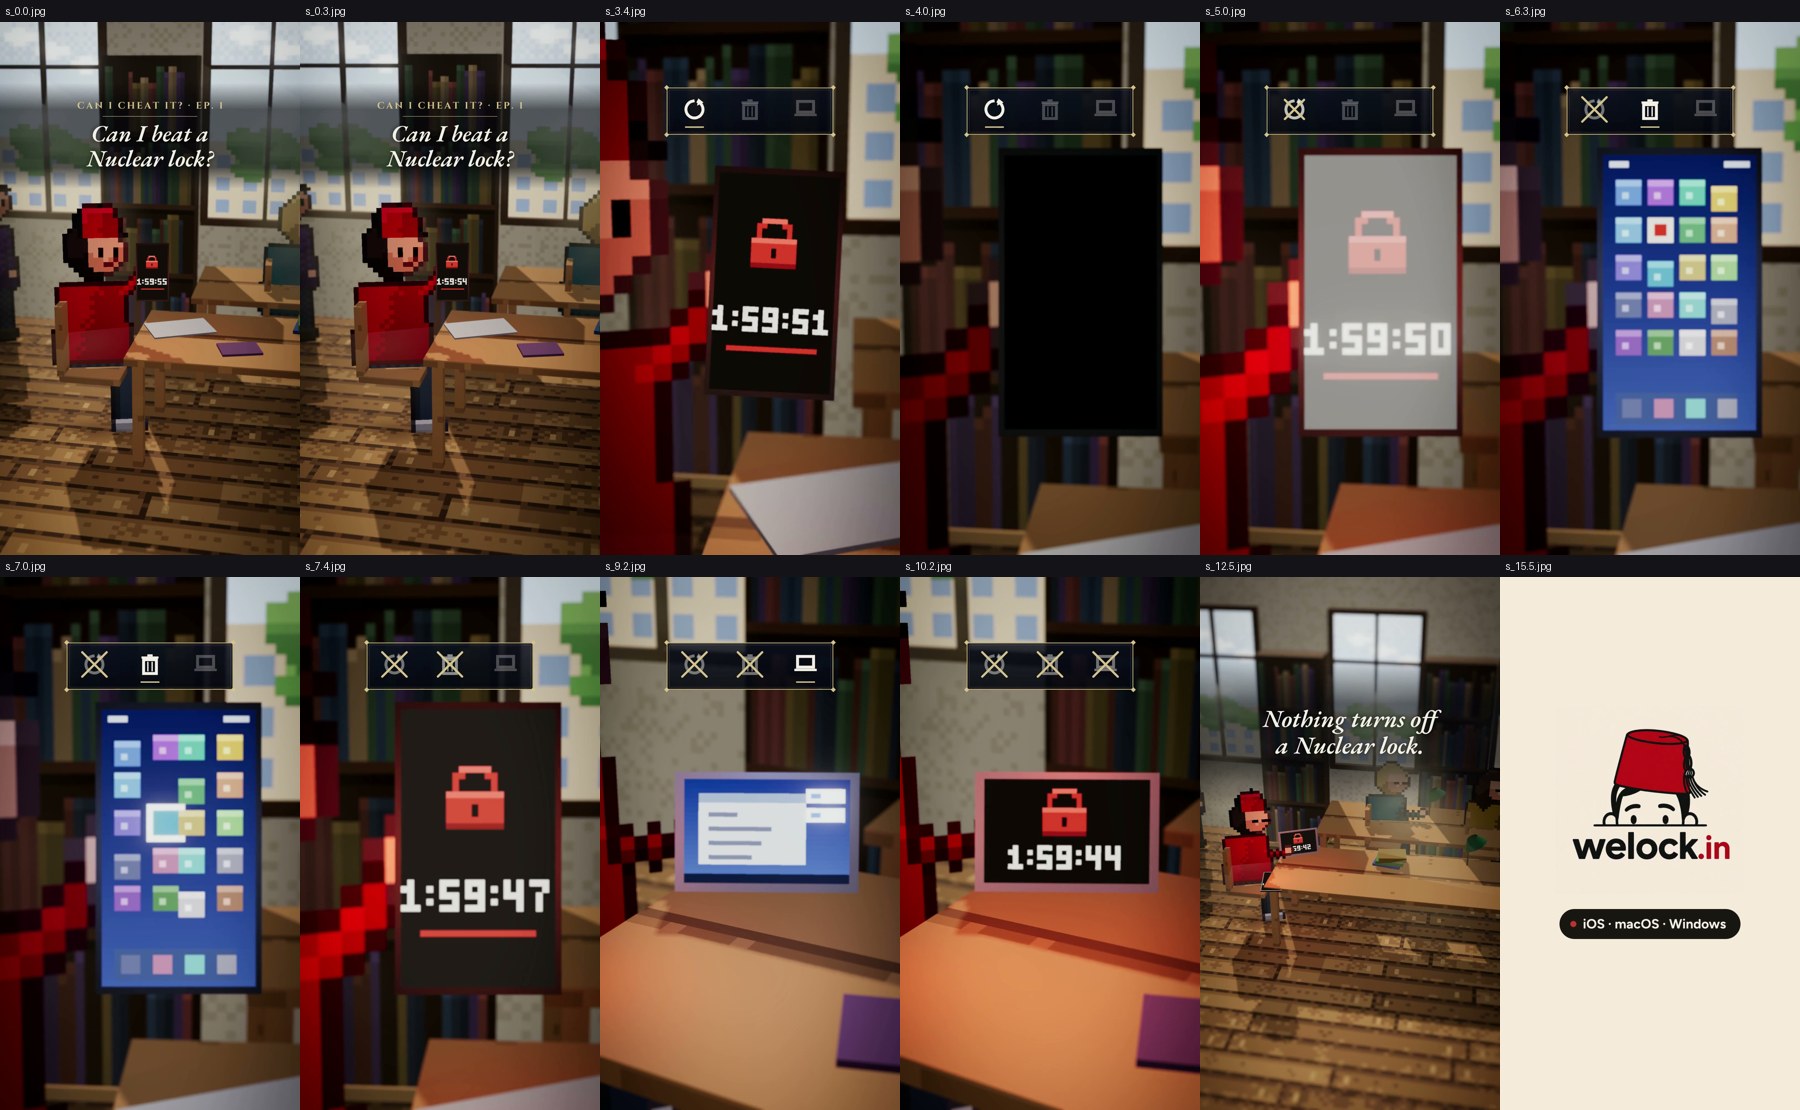 s_0.0.jpg
s_0.3.jpg
s_3.4.jpg
s_4.0.jpg
s_5.0.jpg
s_6.3.jpg
CAN I CHEAT IT? · EP. 1
Can I beat a
Nuclear lock?
1:59:55
CAN I CHEAT IT? · EP. 1
Can I beat a
Nuclear lock?
1:59:54
1:59:51
1:59:50
s_7.0.jpg
s_7.4.jpg
s_9.2.jpg
s_10.2.jpg
s_12.5.jpg
s_15.5.jpg
1:59:47
1:59:44
Nothing turns off
a Nuclear lock.
59:42
welock.in
iOS · macOS · Windows